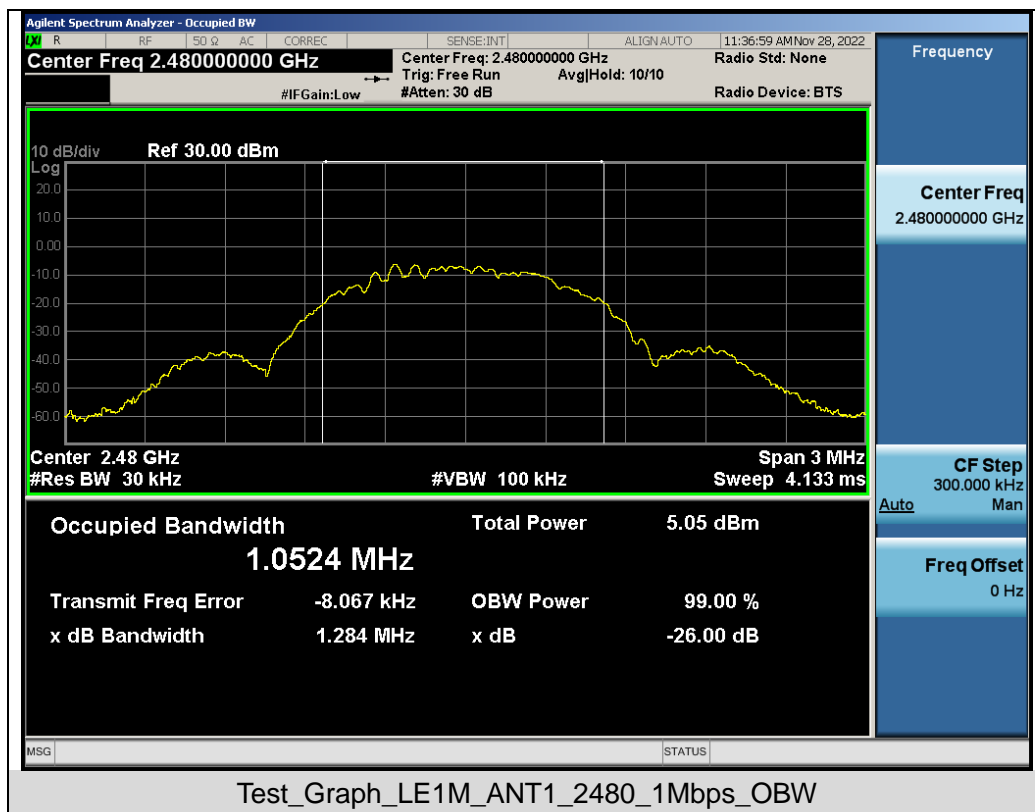 Agilent Spectrum Analyzer - Occupied BW
LXI R RF 50 Ω AC CORREC SENSE:INT ALIGN AUTO 11:36:59 AM Nov 28, 2022
Center Freq 2.480000000 GHz
Center Freq: 2.480000000 GHz
Radio Std: None
Trig: Free Run Avg|Hold: 10/10
#IFGain:Low #Atten: 30 dB
Radio Device: BTS
Frequency
10 dB/div Ref 30.00 dBm
Log
20.0
10.0
0.00
-10.0
-20.0
-30.0
-40.0
-50.0
-60.0
Center 2.48 GHz Span 3 MHz
#Res BW 30 kHz #VBW 100 kHz Sweep 4.133 ms
Center Freq
2.480000000 GHz
CF Step
300.000 kHz
Auto Man
Freq Offset
0 Hz
Occupied Bandwidth Total Power 5.05 dBm
1.0524 MHz
Transmit Freq Error -8.067 kHz OBW Power 99.00 %
x dB Bandwidth 1.284 MHz x dB -26.00 dB
MSG STATUS
Test_Graph_LE1M_ANT1_2480_1Mbps_OBW